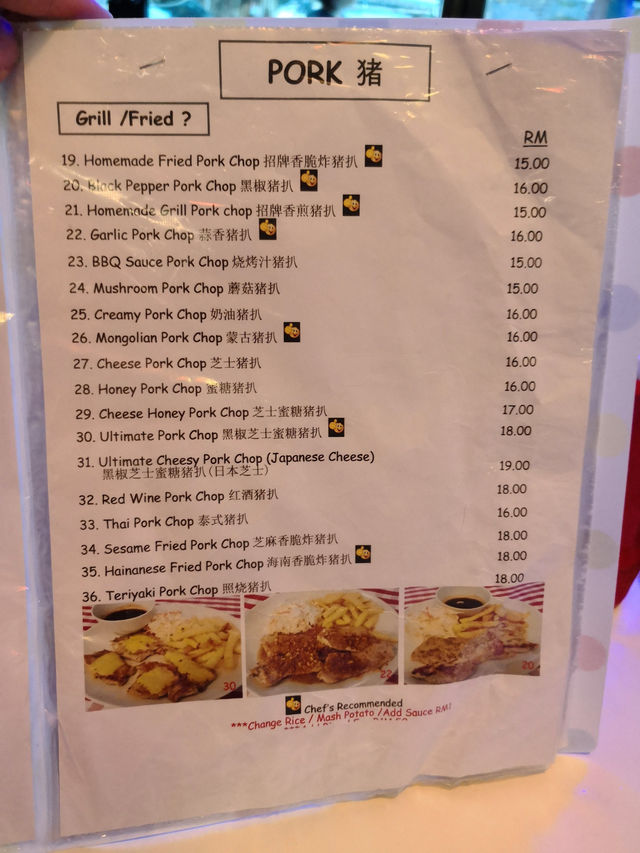 PORK 猪
Grill /Fried ?
RM
19. Homemade Fried Pork Chop 招牌香脆炸猪扒 15.00
20. Black Pepper Pork Chop 黑椒猪扒 16.00
21. Homemade Grill Pork chop 招牌香煎猪扒 15.00
22. Garlic Pork Chop 蒜香猪扒 16.00
23. BBQ Sauce Pork Chop 烧烤汁猪扒 15.00
24. Mushroom Pork Chop 蘑菇猪扒 15.00
25. Creamy Pork Chop 奶油猪扒 16.00
26. Mongolian Pork Chop 蒙古猪扒 16.00
27. Cheese Pork Chop 芝士猪扒 16.00
28. Honey Pork Chop 蜜糖猪扒 16.00
29. Cheese Honey Pork Chop 芝士蜜糖猪扒 17.00
30. Ultimate Pork Chop 黑椒芝士蜜糖猪扒 18.00
31. Ultimate Cheesy Pork Chop (Japanese Cheese) 19.00
黑椒芝士蜜糖猪扒(日本芝士)
32. Red Wine Pork Chop 红酒猪扒 18.00
33. Thai Pork Chop 泰式猪扒 16.00
34. Sesame Fried Pork Chop 芝麻香脆炸猪扒 18.00
35. Hainanese Fried Pork Chop 海南香脆炸猪扒 18.00
36. Teriyaki Pork Chop 照烧猪扒 18.00
30 22 20
Chef's Recommended
***Change Rice / Mash Potato /Add Sauce RM